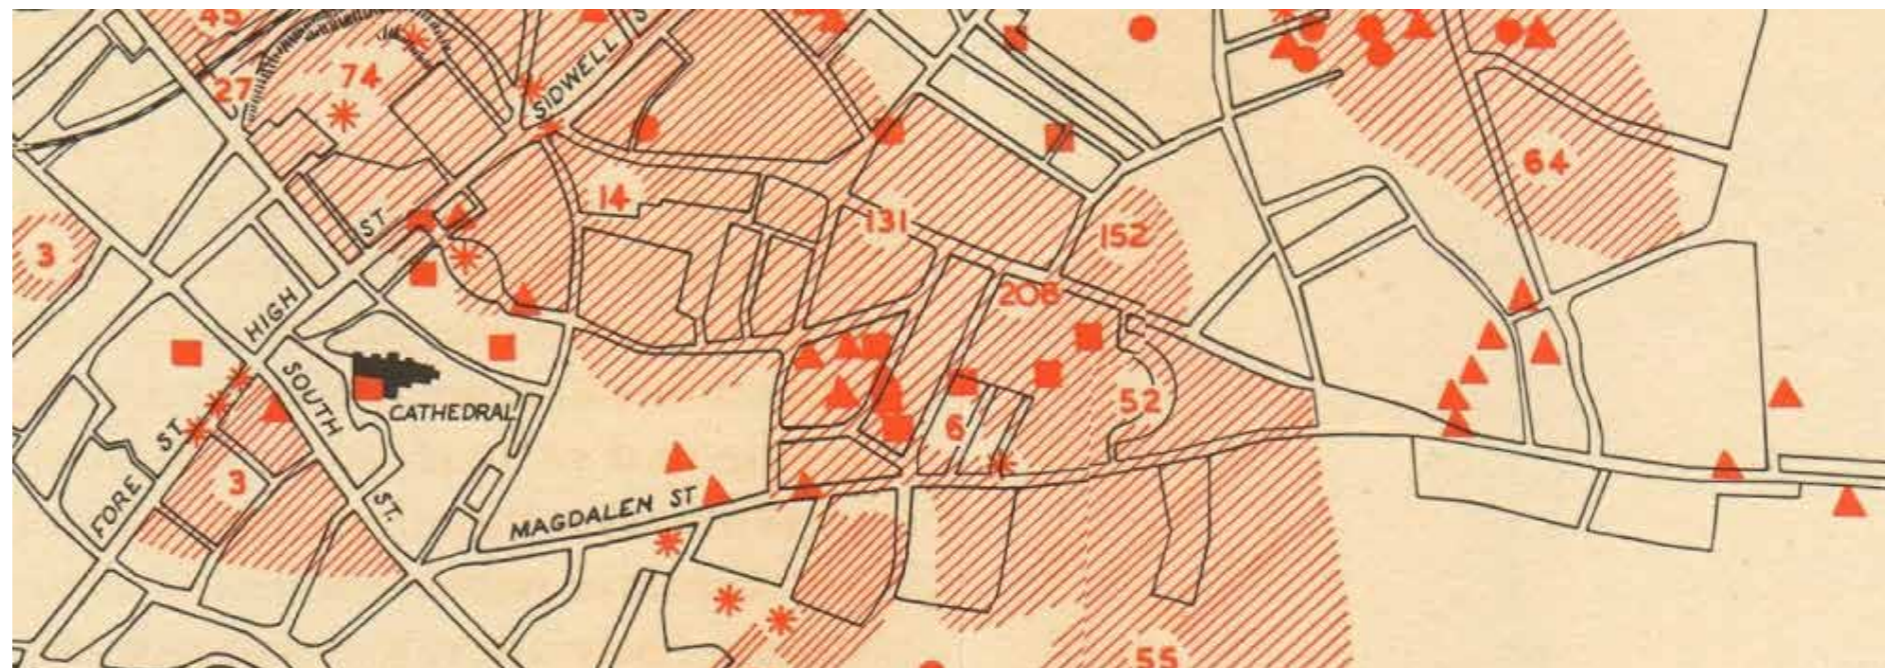 45
27
74
SIDWELL
S
64
14
131
152
ST
3
208
HIGH
SOUTH
CATHEDRAL
52
6
ST.
3
FORE
ST.
MAGDALEN ST
55